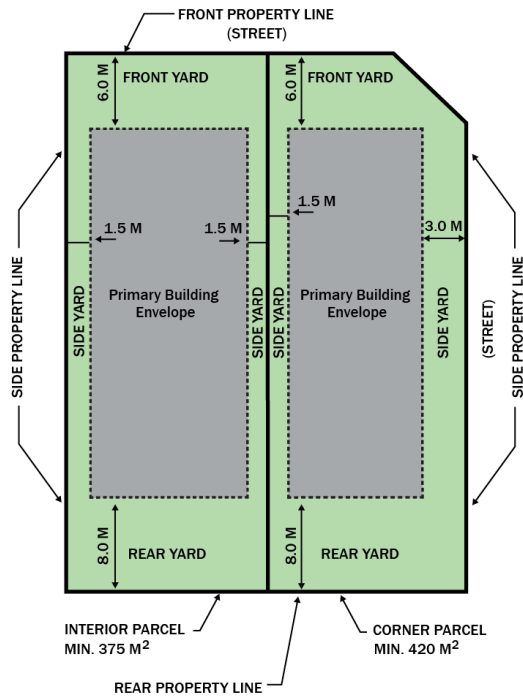 FRONT PROPERTY LINE
(STREET)
6.0 M
FRONT YARD
6.0 M
FRONT YARD
1.5 M
1.5 M
1.5 M
3.0 M
SIDE PROPERTY LINE
SIDE YARD
Primary Building
Envelope
SIDE YARD
SIDE YARD
Primary Building
Envelope
SIDE YARD
(STREET)
SIDE PROPERTY LINE
8.0 M
REAR YARD
8.0 M
REAR YARD
INTERIOR PARCEL
MIN. 375 M²
CORNER PARCEL
MIN. 420 M²
REAR PROPERTY LINE